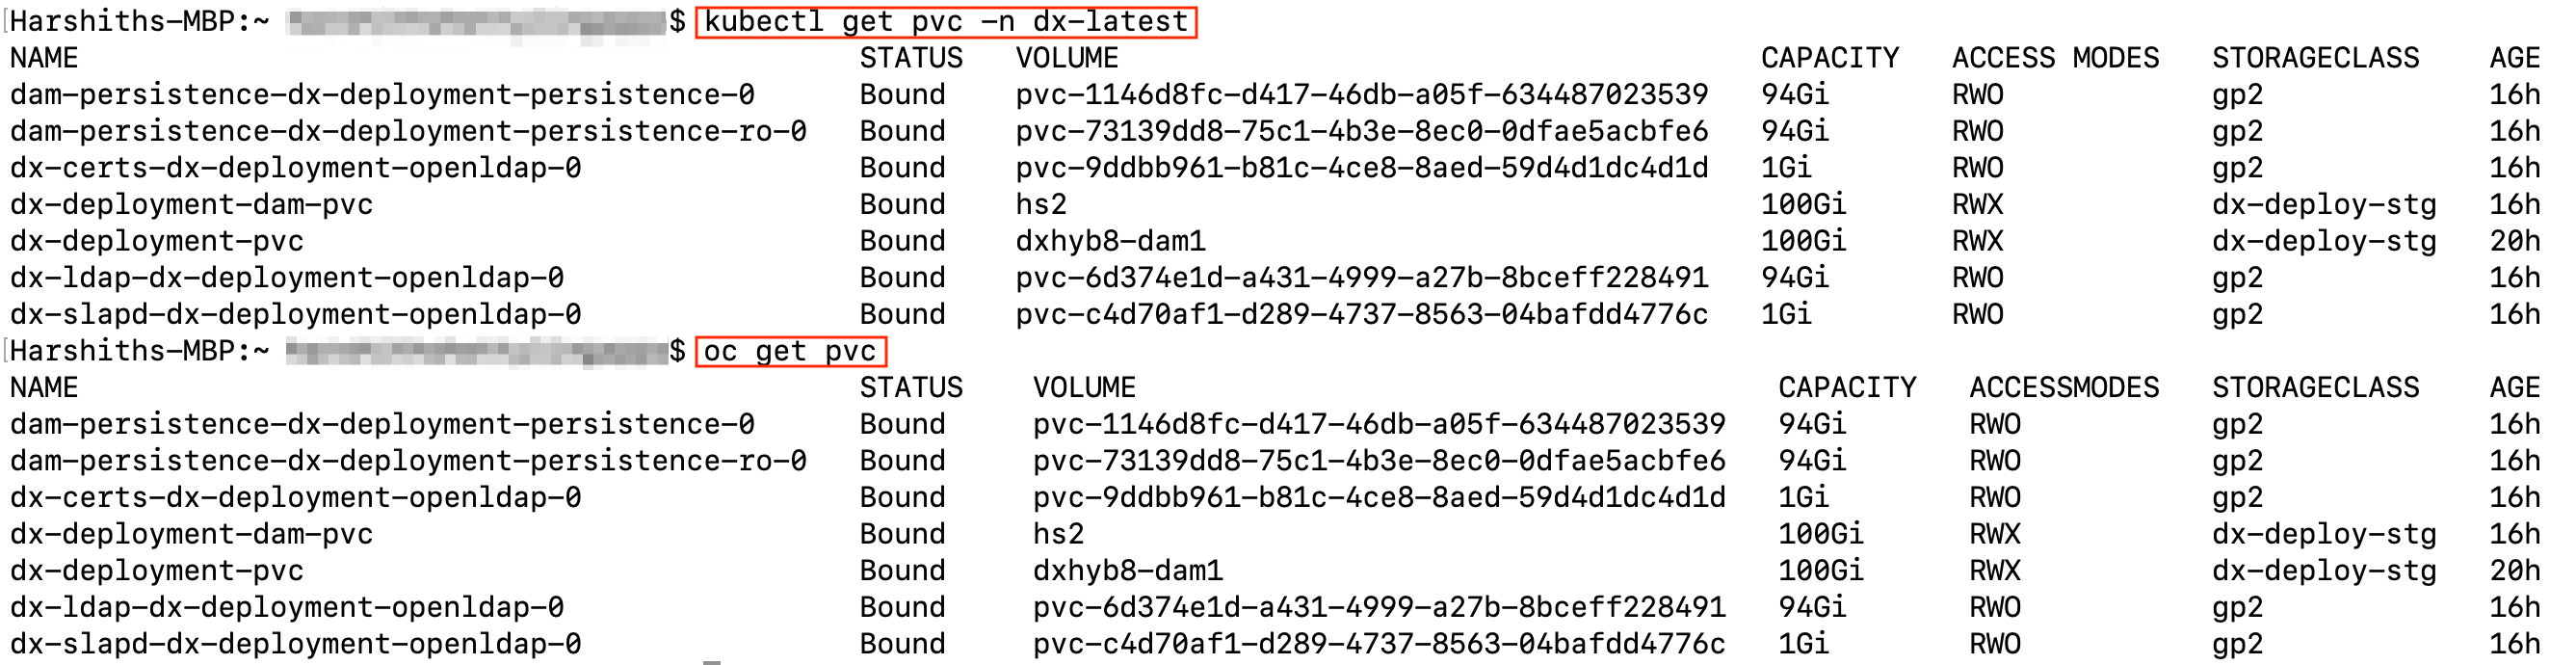 [Harshiths-MBP:~ $ kubectl get pvc -n dx-latest
NAME STATUS VOLUME CAPACITY ACCESS MODES STORAGECLASS AGE
dam-persistence-dx-deployment-persistence-0 Bound pvc-1146d8fc-d417-46db-a05f-634487023539 94Gi RWO gp2 16h
dam-persistence-dx-deployment-persistence-ro-0 Bound pvc-73139dd8-75c1-4b3e-8ec0-0dfae5acbfe6 94Gi RWO gp2 16h
dx-certs-dx-deployment-openldap-0 Bound pvc-9ddbb961-b81c-4ce8-8aed-59d4d1dc4d1d 1Gi RWO gp2 16h
dx-deployment-dam-pvc Bound hs2 100Gi RWX dx-deploy-stg 16h
dx-deployment-pvc Bound dxhyb8-dam1 100Gi RWX dx-deploy-stg 20h
dx-ldap-dx-deployment-openldap-0 Bound pvc-6d374e1d-a431-4999-a27b-8bceff228491 94Gi RWO gp2 16h
dx-slapd-dx-deployment-openldap-0 Bound pvc-c4d70af1-d289-4737-8563-04bafdd4776c 1Gi RWO gp2 16h
[Harshiths-MBP:~ $ oc get pvc
NAME STATUS VOLUME CAPACITY ACCESSMODES STORAGECLASS AGE
dam-persistence-dx-deployment-persistence-0 Bound pvc-1146d8fc-d417-46db-a05f-634487023539 94Gi RWO gp2 16h
dam-persistence-dx-deployment-persistence-ro-0 Bound pvc-73139dd8-75c1-4b3e-8ec0-0dfae5acbfe6 94Gi RWO gp2 16h
dx-certs-dx-deployment-openldap-0 Bound pvc-9ddbb961-b81c-4ce8-8aed-59d4d1dc4d1d 1Gi RWO gp2 16h
dx-deployment-dam-pvc Bound hs2 100Gi RWX dx-deploy-stg 16h
dx-deployment-pvc Bound dxhyb8-dam1 100Gi RWX dx-deploy-stg 20h
dx-ldap-dx-deployment-openldap-0 Bound pvc-6d374e1d-a431-4999-a27b-8bceff228491 94Gi RWO gp2 16h
dx-slapd-dx-deployment-openldap-0 Bound pvc-c4d70af1-d289-4737-8563-04bafdd4776c 1Gi RWO gp2 16h